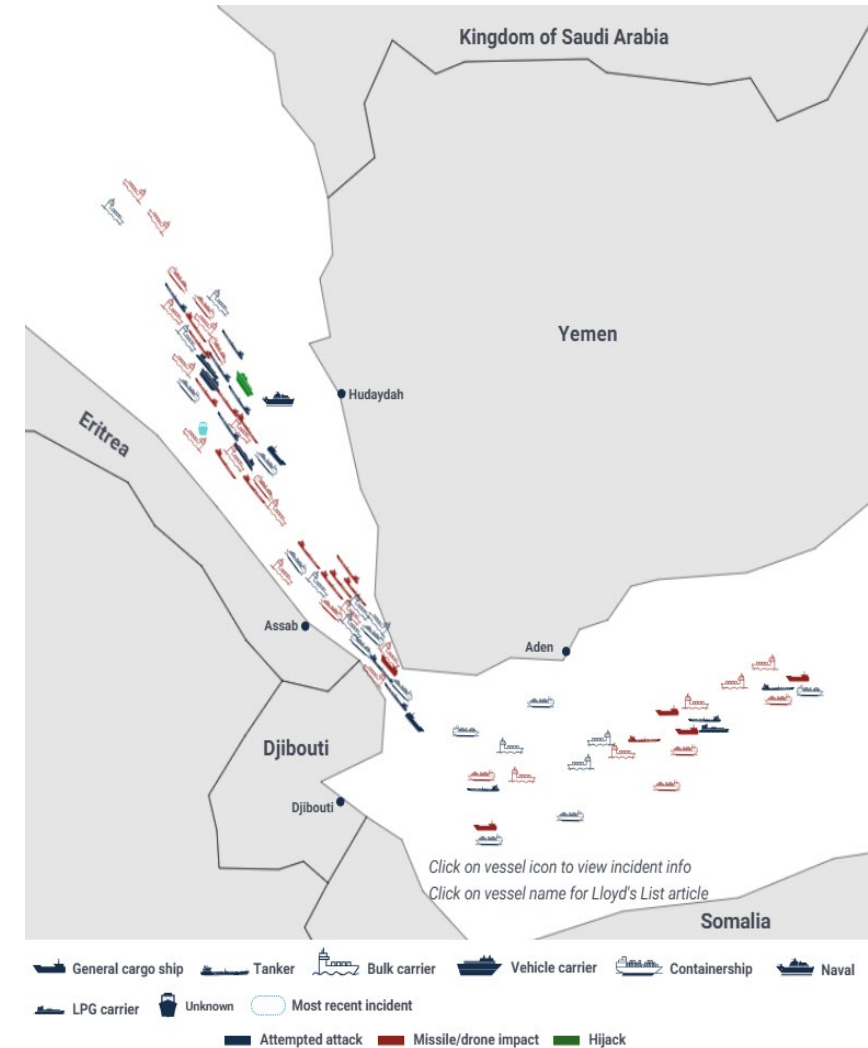 Kingdom of Saudi Arabia
Yemen
Hudaydah
Eritrea
Assab
Aden
Djibouti
Djibouti
Click on vessel icon to view incident info
Click on vessel name for Lloyd's List article
Somalia
General cargo ship Tanker Bulk carrier Vehicle carrier Containership Naval
LPG carrier Unknown Most recent incident
Attempted attack Missile/drone impact Hijack